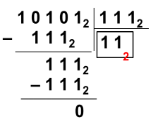 10101₂ 111₂
- 111₂ 11₂
111₂
- 111₂
0